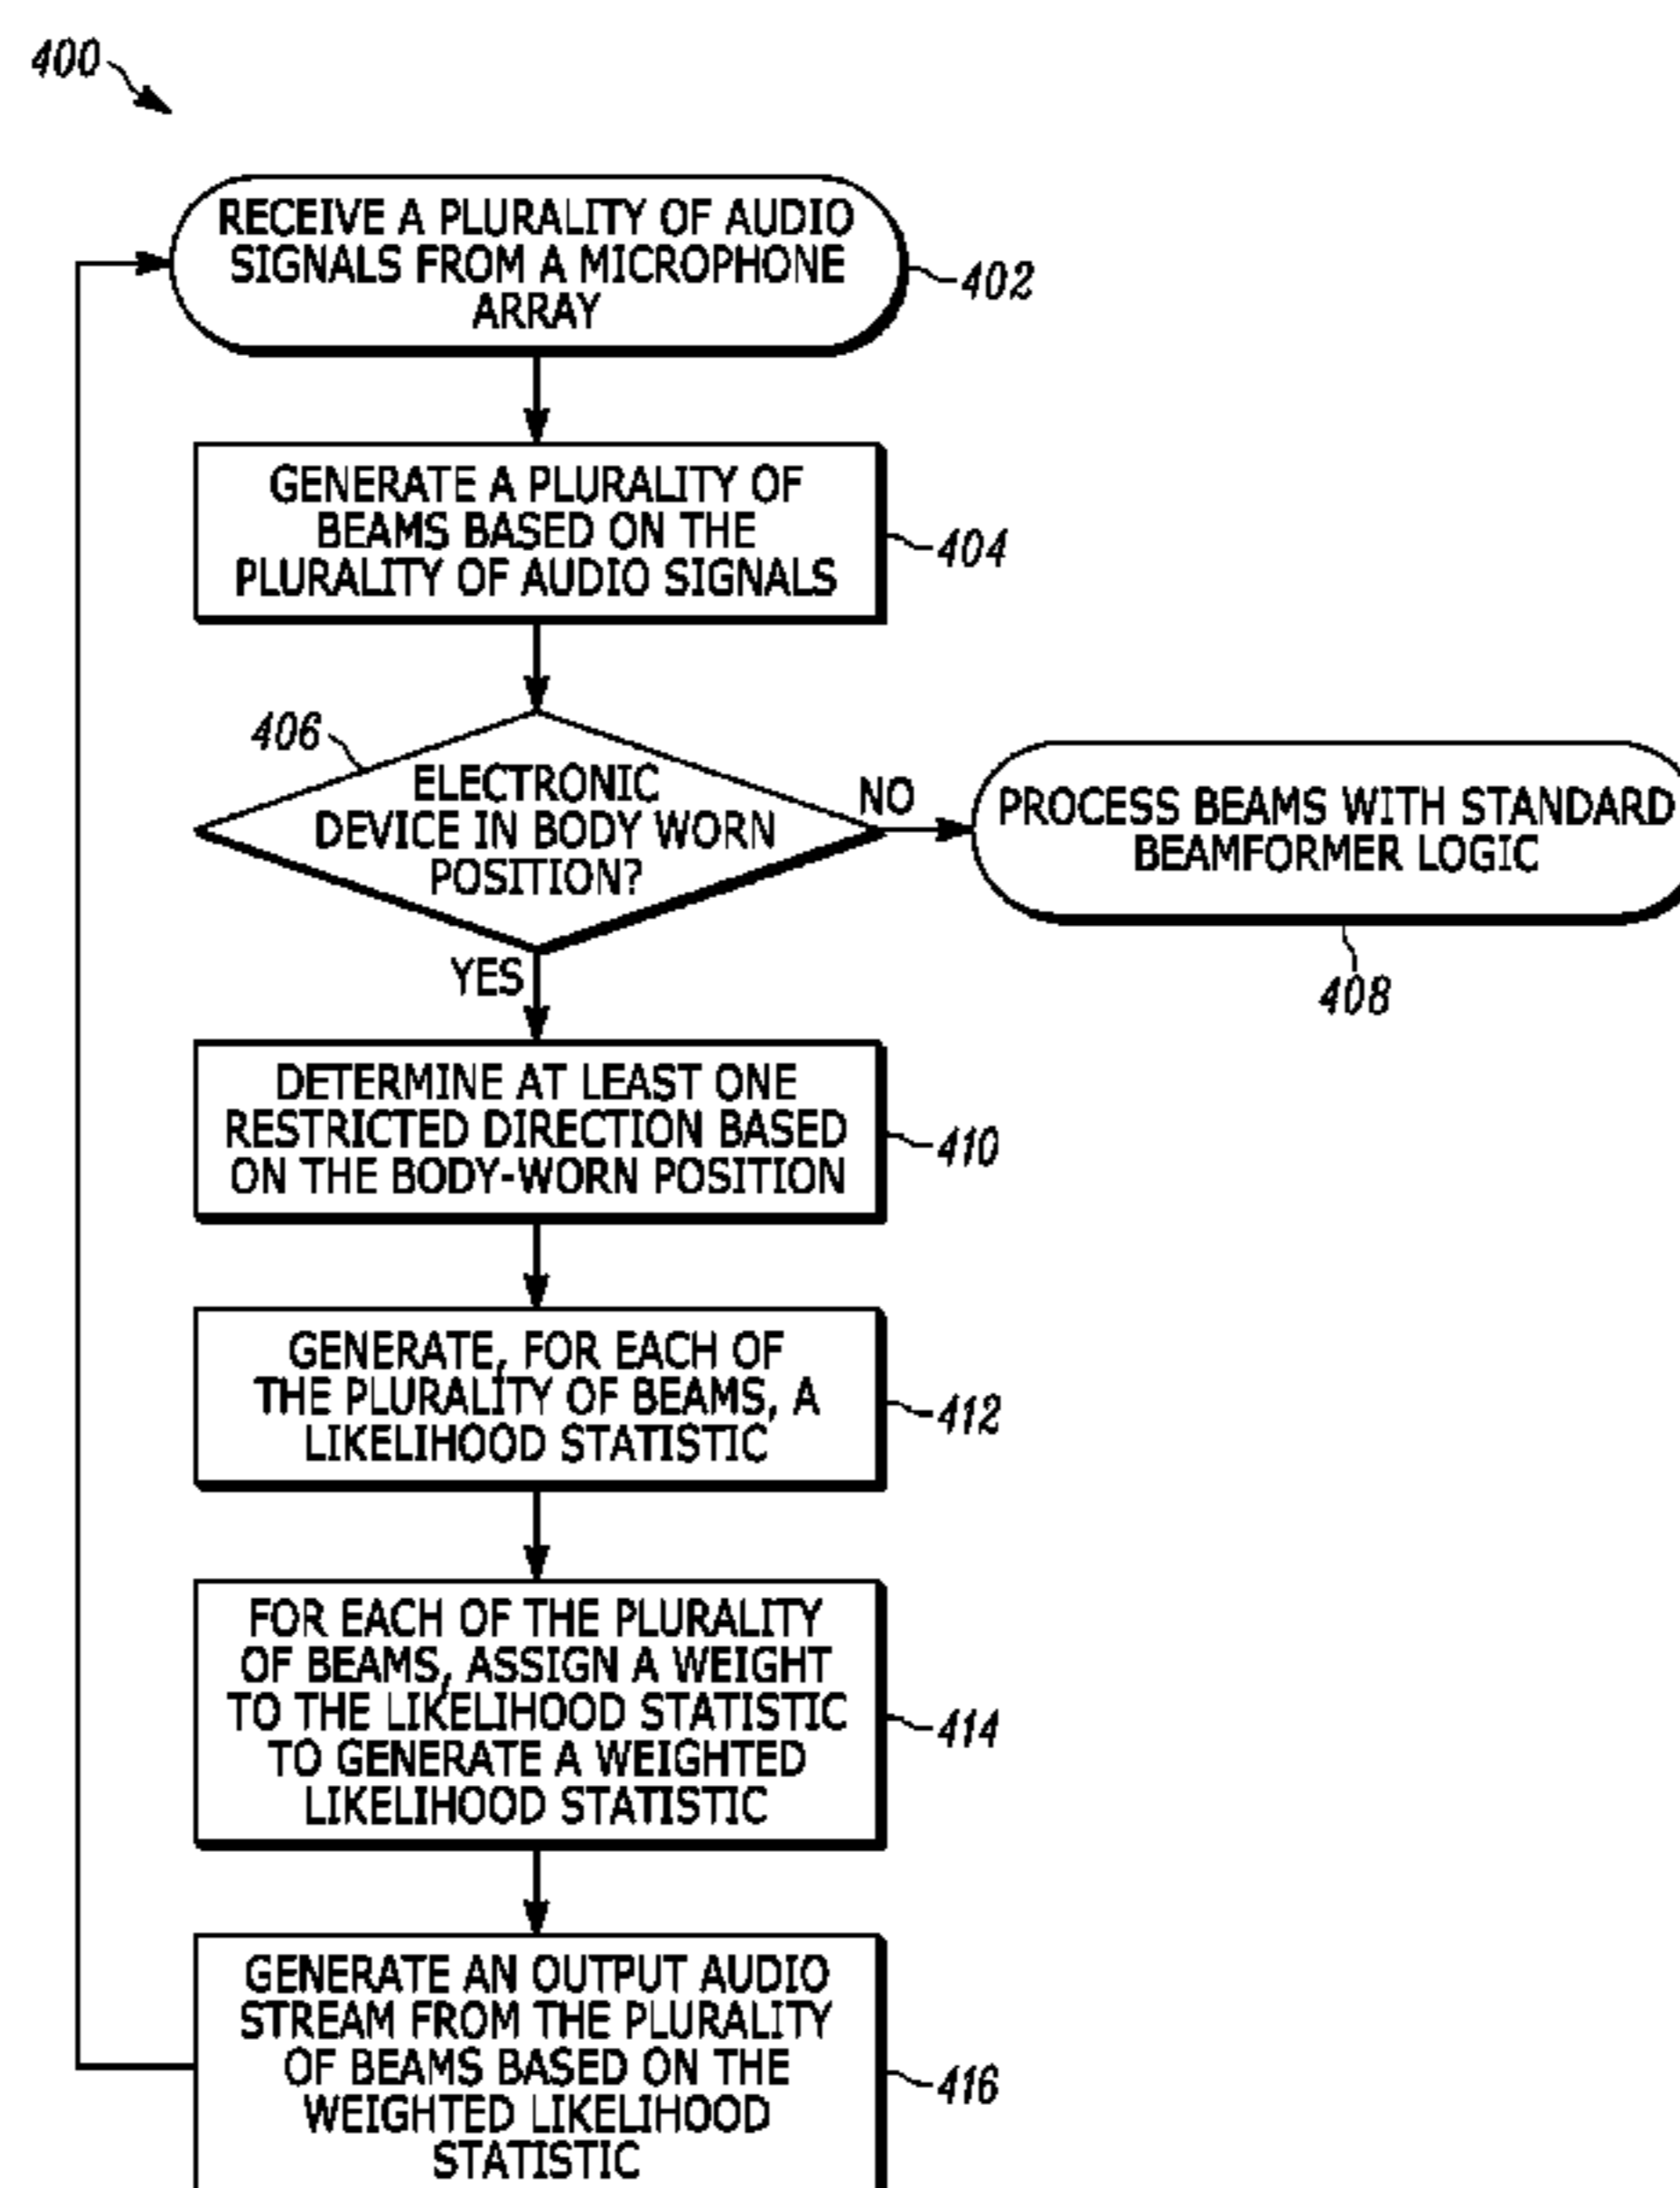 400
RECEIVE A PLURALITY OF AUDIO
SIGNALS FROM A MICROPHONE
ARRAY
402
GENERATE A PLURALITY OF
BEAMS BASED ON THE
PLURALITY OF AUDIO SIGNALS
404
406
ELECTRONIC
DEVICE IN BODY WORN
POSITION?
NO
PROCESS BEAMS WITH STANDARD
BEAMFORMER LOGIC
408
YES
DETERMINE AT LEAST ONE
RESTRICTED DIRECTION BASED
ON THE BODY-WORN POSITION
410
GENERATE, FOR EACH OF
THE PLURALITY OF BEAMS, A
LIKELIHOOD STATISTIC
412
FOR EACH OF THE PLURALITY
OF BEAMS, ASSIGN A WEIGHT
TO THE LIKELIHOOD STATISTIC
TO GENERATE A WEIGHTED
LIKELIHOOD STATISTIC
414
GENERATE AN OUTPUT AUDIO
STREAM FROM THE PLURALITY
OF BEAMS BASED ON THE
WEIGHTED LIKELIHOOD
STATISTIC
416